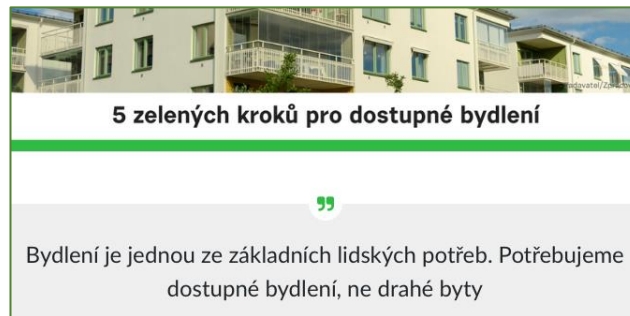 5 zelených kroků pro dostupné bydlení
Bydlení je jednou ze základních lidských potřeb. Potřebujeme
dostupné bydlení, ne drahé byty